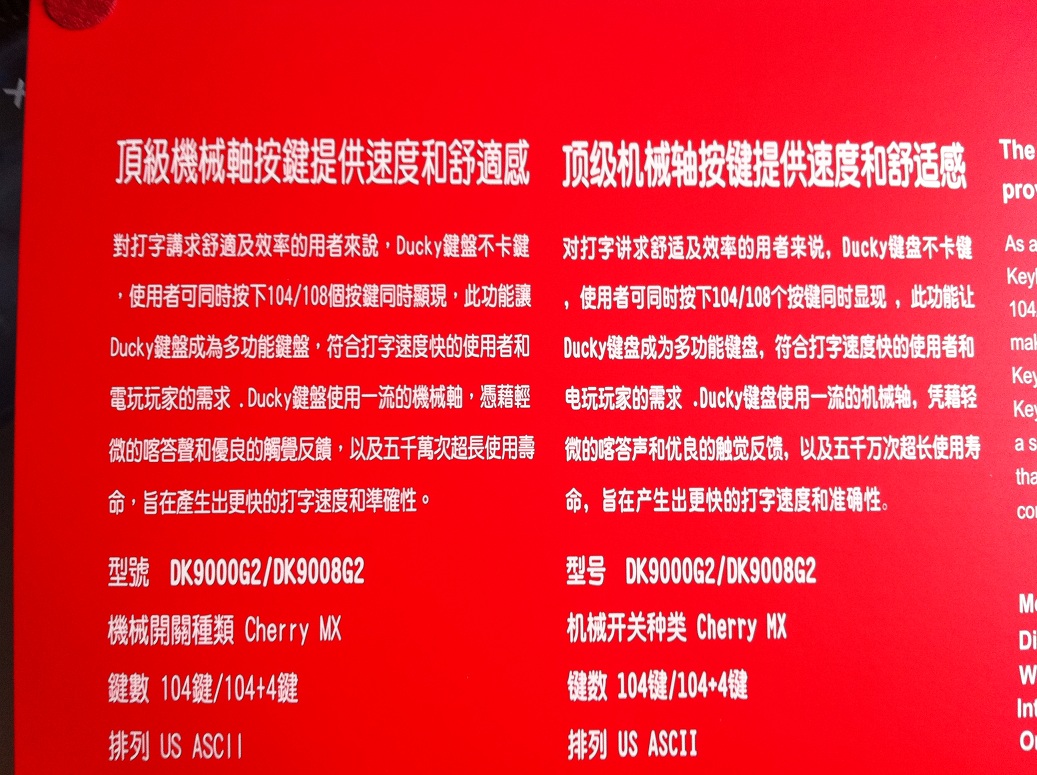 頂級機械軸按鍵提供速度和舒適感
對打字講求舒適及效率的用者來說，Ducky鍵盤不卡鍵
，使用者可同時按下104/108個按鍵同時顯現，此功能讓
Ducky鍵盤成為多功能鍵盤，符合打字速度快的使用者和
電玩玩家的需求 .Ducky鍵盤使用一流的機械軸，憑藉輕
微的喀答聲和優良的觸覺反饋，以及五千萬次超長使用壽
命，旨在產生出更快的打字速度和準確性。
型號 DK9000G2/DK9008G2
機械開關種類 Cherry MX
鍵數 104鍵/104+4鍵
排列 US ASCII
顶级机械轴按键提供速度和舒适感
对打字讲求舒适及效率的用者来说, Ducky键盘不卡键
, 使用者可同时按下104/108个按键同时显现 , 此功能让
Ducky键盘成为多功能键盘, 符合打字速度快的使用者和
电玩玩家的需求 .Ducky键盘使用一流的机械轴, 凭藉轻
微的喀答声和优良的触觉反馈, 以及五千万次超长使用寿
命, 旨在产生出更快的打字速度和准确性。
型号 DK9000G2/DK9008G2
机械开关种类 Cherry MX
键数 104键/104+4键
排列 US ASCII
The
As a
104
a s